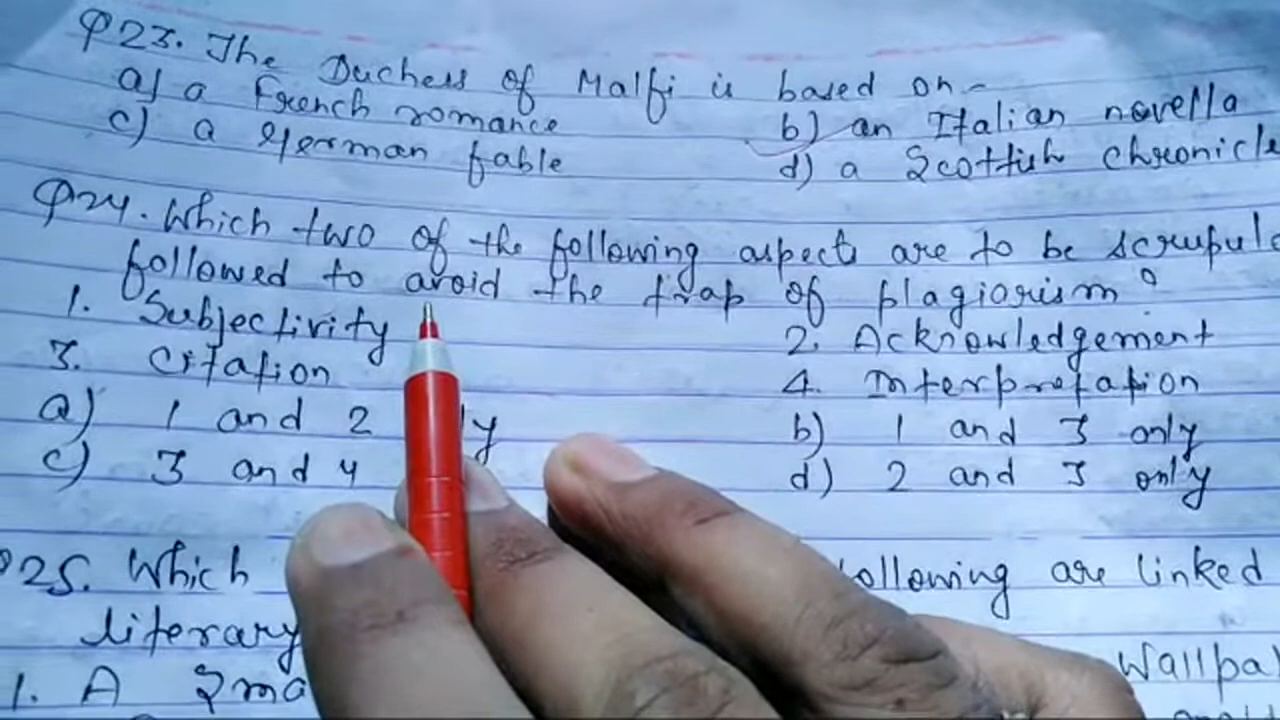 Q23. The Duchess of Malfi is based on -
a) a French romance b) an Italian novella
c) a German fable d) a Scottish chronicle
Q24. Which two of the following aspects are to be scrupulo
followed to avoid the trap of plagiarism?
1. Subjectivity 2. Acknowledgement
3. Citation 4. Interpretation
a) 1 and 2 ly b) 1 and 3 only
c) 3 and 4 d) 2 and 3 only
Q25. Which following are linked
literary
1. A Sma Wallpa